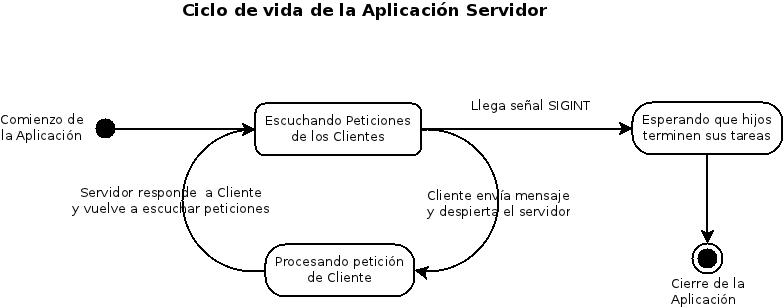 Ciclo de vida de la Aplicación Servidor
Comienzo de
la Aplicación
Escuchando Peticiones
de los Clientes
Llega señal SIGINT
Esperando que hijos
terminen sus tareas
Servidor responde a Cliente
y vuelve a escuchar peticiones
Cliente envía mensaje
y despierta el servidor
Procesando petición
de Cliente
Cierre de la
Aplicación